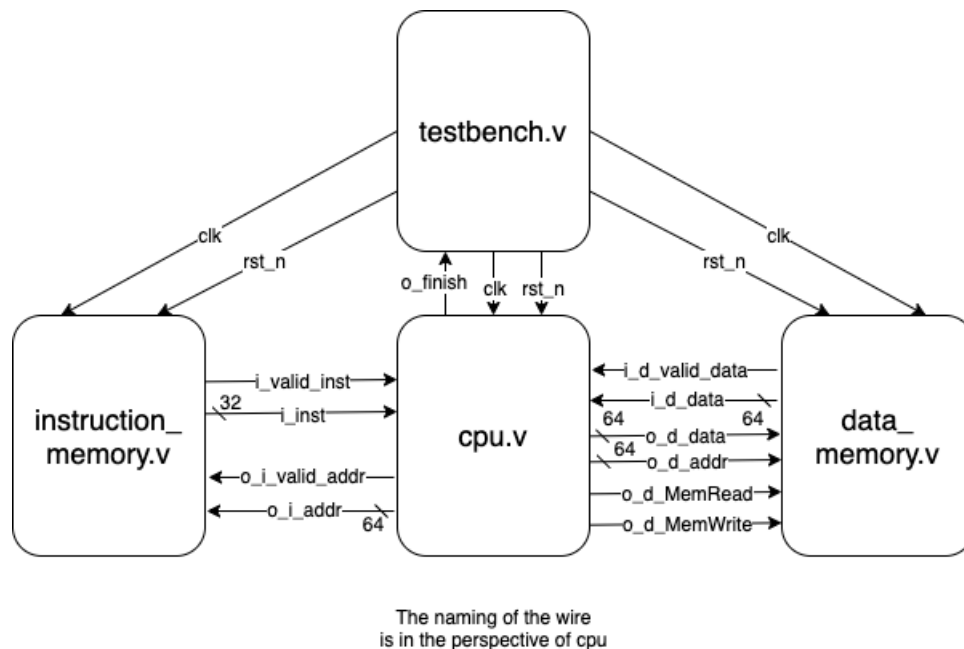 testbench.v
clk
rst_n
clk
rst_n
o_finish
clk
rst_n
instruction_
memory.v
i_valid_inst
32
i_inst
o_i_valid_addr
o_i_addr
64
cpu.v
i_d_valid_data
i_d_data
64
64
o_d_data
64
o_d_addr
o_d_MemRead
o_d_MemWrite
data_
memory.v
The naming of the wire
is in the perspective of cpu